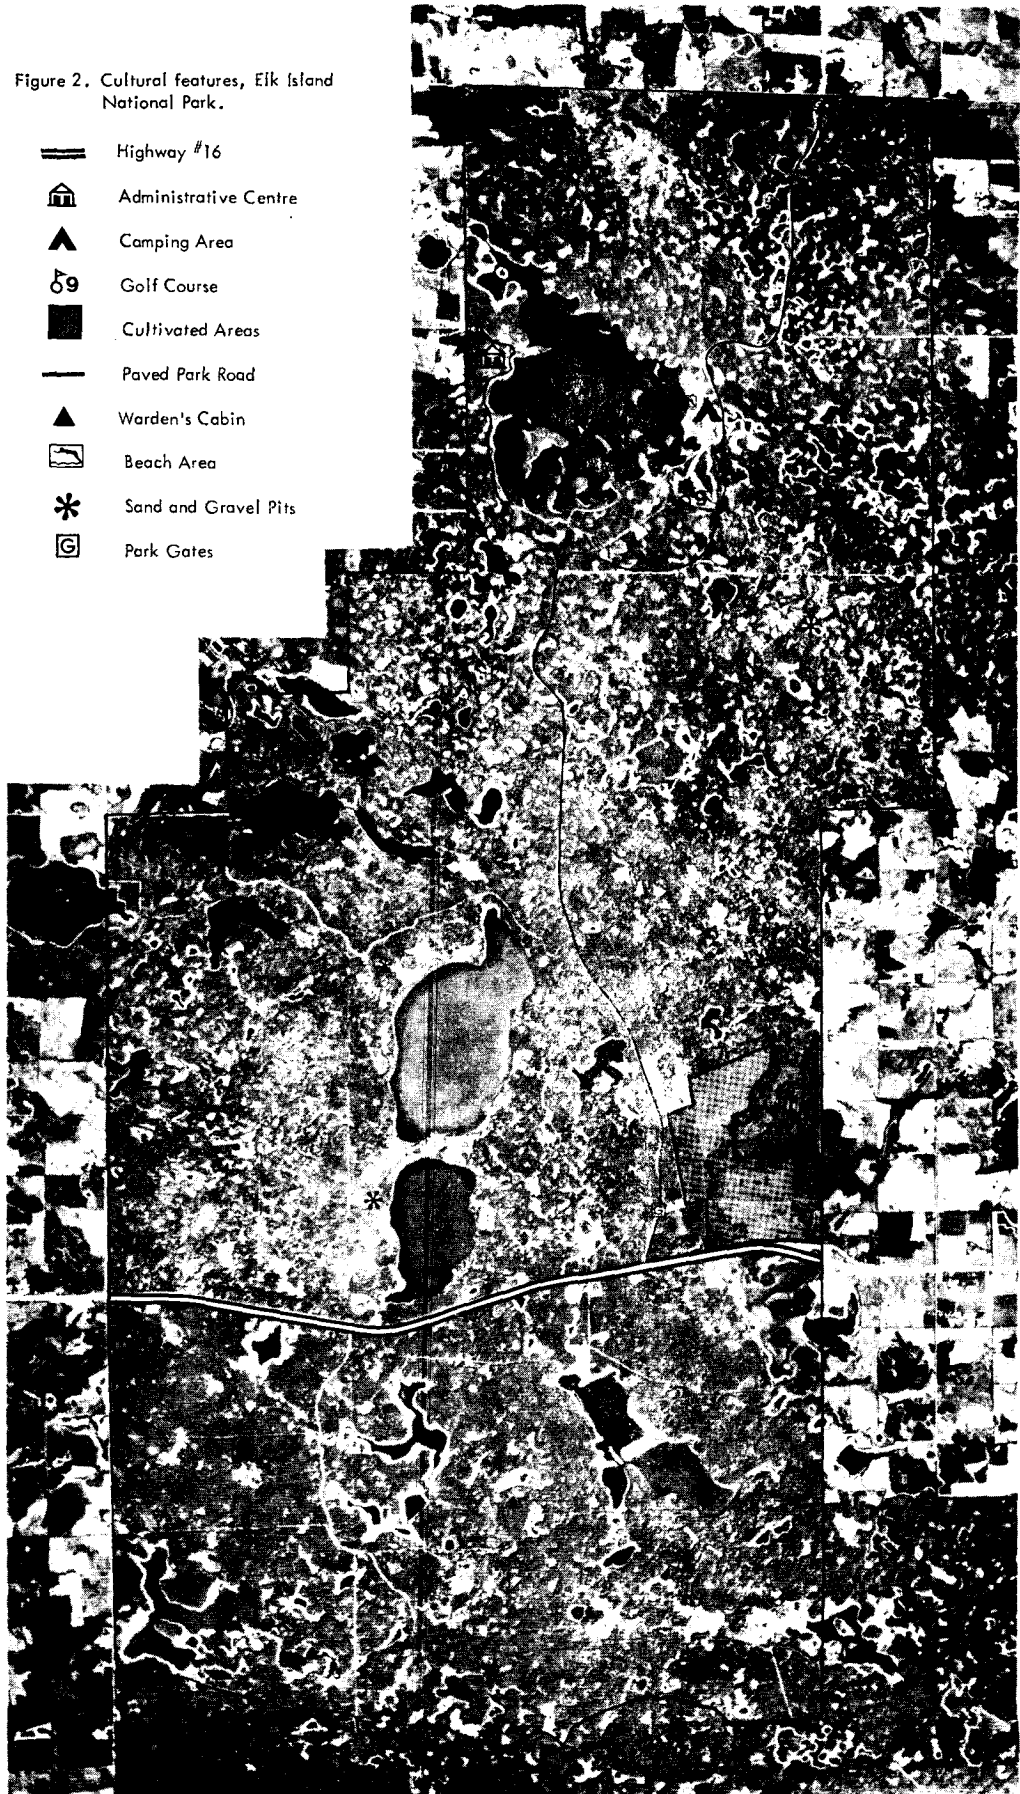 Figure 2. Cultural features, Elk Island
National Park.
Highway #16
Administrative Centre
Camping Area
9 Golf Course
Cultivated Areas
Paved Park Road
Warden's Cabin
Beach Area
Sand and Gravel Pits
G Park Gates